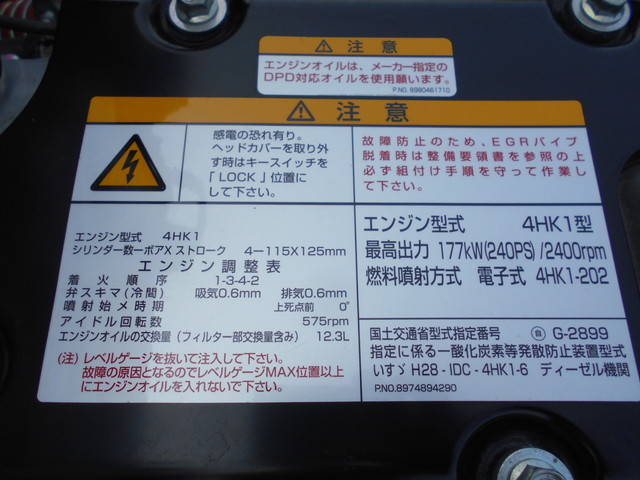 注意
エンジンオイルは、メーカー指定の
DPD対応オイルを使用願います。
P.NO. 8980461710
注意
感電の恐れ有り。
ヘッドカバーを取り外
す時はキースイッチを
「LOCK」位置に
して下さい。
故障防止のため、EGRパイプ
脱着時は整備要領書を参照の上
必ず組付け手順を守って作業し
て下さい。
エンジン型式 4HK1
シリンダー数ーボアXストローク 4ー115X125mm
エンジン調整表
着火順序 1-3-4-2
弁スキマ(冷間) 吸気0.6mm 排気0.6mm
噴射始メ時期 上死点前 0°
アイドル回転数 575rpm
エンジンオイルの交換量(フィルター部交換量含み) 12.3L
(注)レベルゲージを抜いて注入して下さい。
故障の原因となるのでレベルゲージMAX位置以上
にエンジンオイルを入れないで下さい。
エンジン型式 4HK1型
最高出力 177kW(240PS)/2400rpm
燃料噴射方式 電子式 4HK1-202
国土交通省型式指定番号 自 G-2899
指定に係る一酸化炭素等発散防止装置型式
いすゞ H28-IDC-4HK1-6 ディーゼル機関
P.NO.8974894290